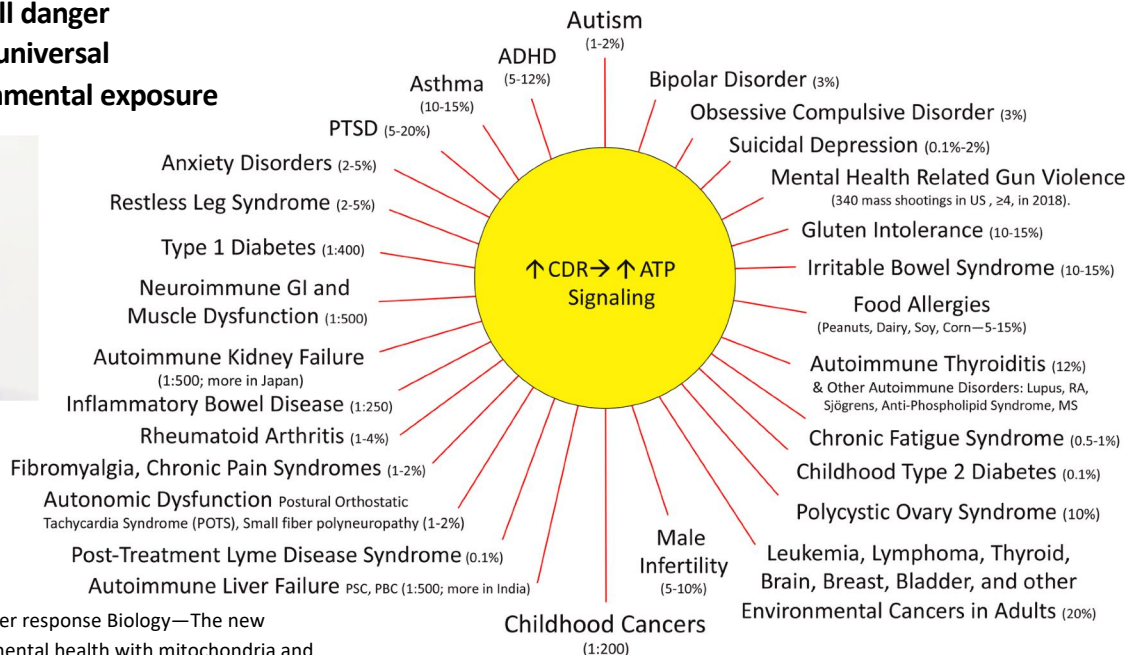 ll danger
universal
nmental exposure
Autism
(1-2%)
ADHD
(5-12%)
Asthma
(10-15%)
PTSD (5-20%)
Anxiety Disorders (2-5%)
Restless Leg Syndrome (2-5%)
Type 1 Diabetes (1:400)
Neuroimmune GI and
Muscle Dysfunction (1:500)
Autoimmune Kidney Failure
(1:500; more in Japan)
Inflammatory Bowel Disease (1:250)
Rheumatoid Arthritis (1-4%)
Fibromyalgia, Chronic Pain Syndromes (1-2%)
Autonomic Dysfunction Postural Orthostatic
Tachycardia Syndrome (POTS), Small fiber polyneuropathy (1-2%)
Post-Treatment Lyme Disease Syndrome (0.1%)
Autoimmune Liver Failure PSC, PBC (1:500; more in India)
↑CDR→ ↑ ATP
Signaling
Bipolar Disorder (3%)
Obsessive Compulsive Disorder (3%)
Suicidal Depression (0.1%-2%)
Mental Health Related Gun Violence
(340 mass shootings in US , ≥4, in 2018).
Gluten Intolerance (10-15%)
Irritable Bowel Syndrome (10-15%)
Food Allergies
(Peanuts, Dairy, Soy, Corn—5-15%)
Autoimmune Thyroiditis (12%)
& Other Autoimmune Disorders: Lupus, RA,
Sjögrens, Anti-Phospholipid Syndrome, MS
Chronic Fatigue Syndrome (0.5-1%)
Childhood Type 2 Diabetes (0.1%)
Polycystic Ovary Syndrome (10%)
Leukemia, Lymphoma, Thyroid,
Brain, Breast, Bladder, and other
Environmental Cancers in Adults (20%)
Male
Infertility
(5-10%)
Childhood Cancers
(1:200)
er response Biology—The new
mental health with mitochondria and